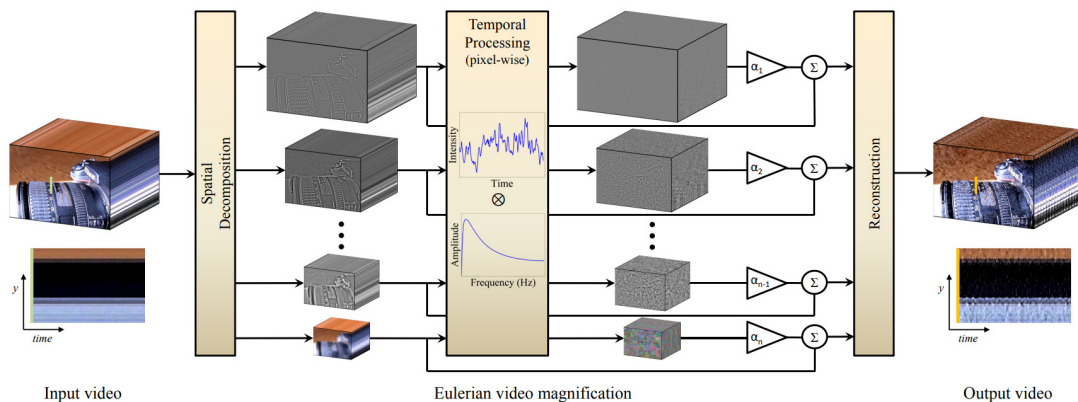 Temporal
Processing
(pixel-wise)
α1
Σ
Spatial
Decomposition
Intensity
Time
⊗
α2
Σ
Reconstruction
Amplitude
Frequency (Hz)
αn-1
Σ
y
time
αn
Σ
y
time
Input video
Eulerian video magnification
Output video